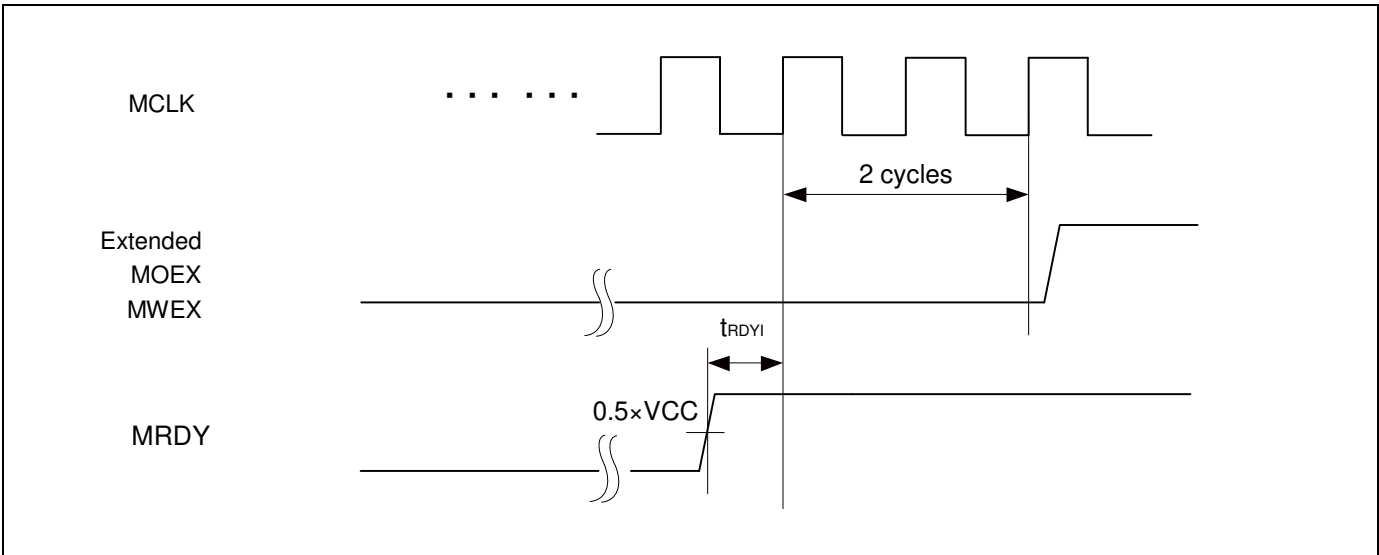 MCLK
. . . . . .
2 cycles
Extended
MOEX
MWEX
tRDYI
0.5×VCC
MRDY